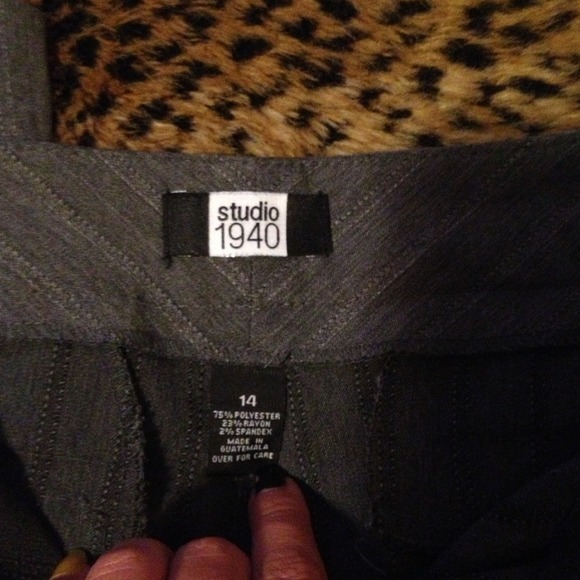 studio
1940
14
75% POLYESTER
23% RAYON
2% SPANDEX
MADE IN
GUATEMALA
OVER FOR CARE